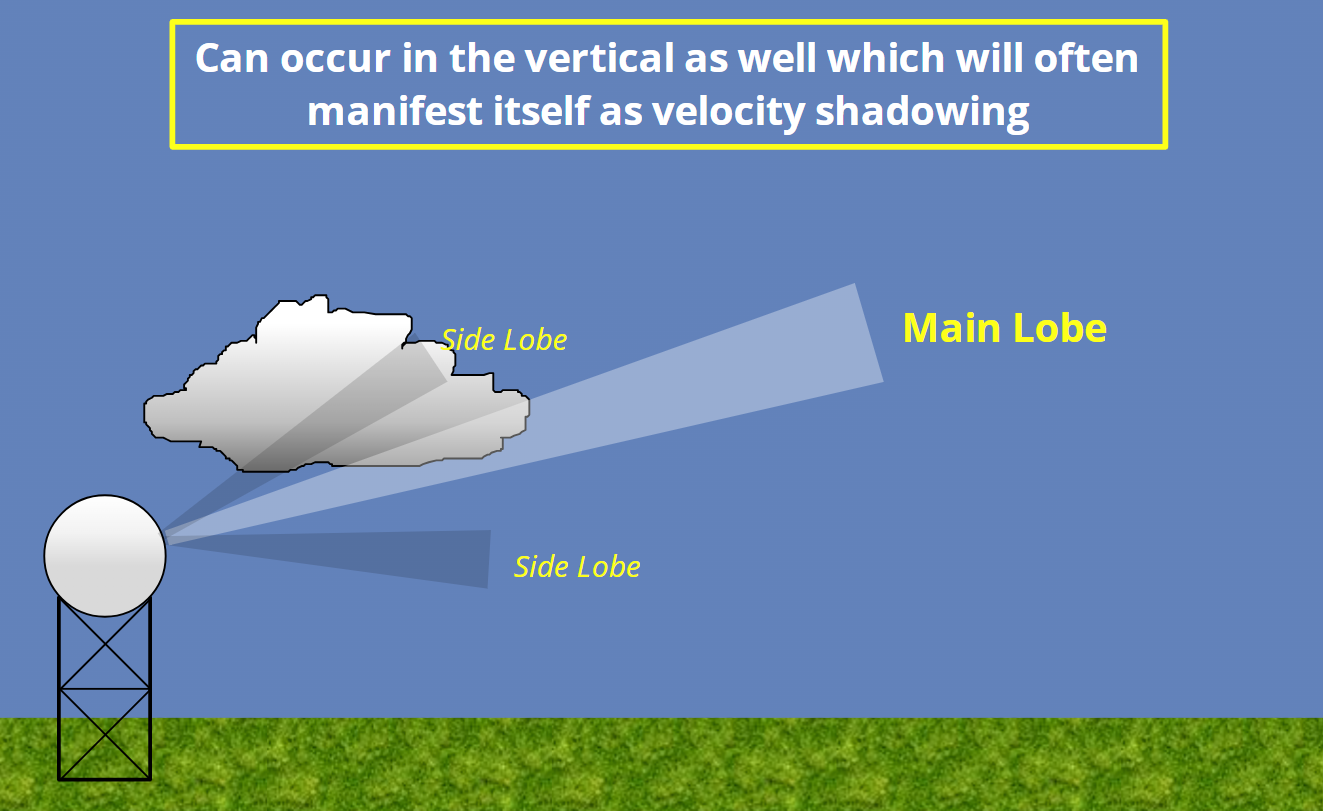 Can occur in the vertical as well which will often
manifest itself as velocity shadowing
Main Lobe
Side Lobe
Side Lobe